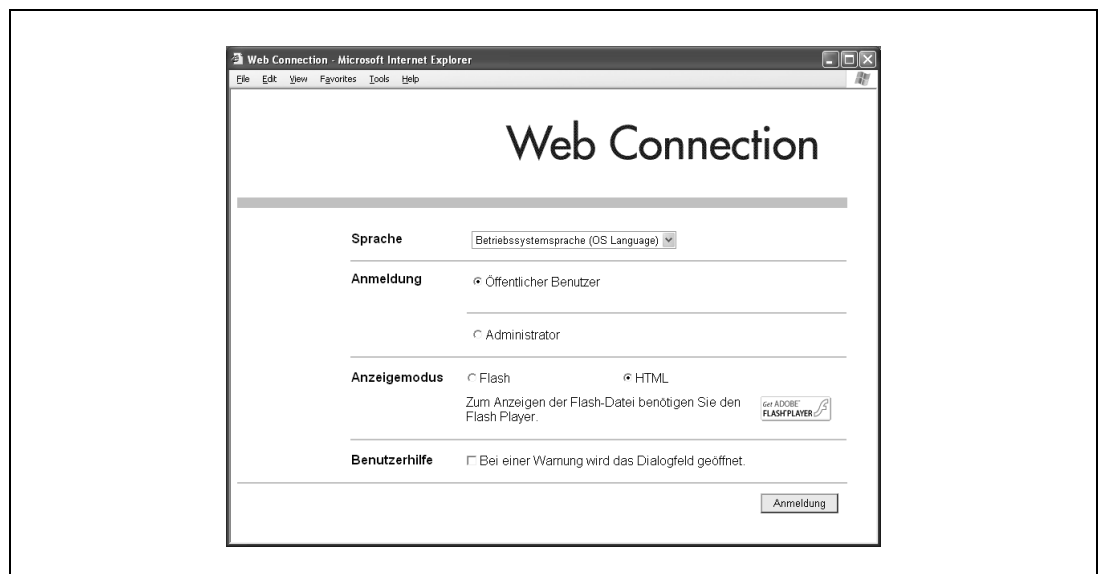 Web Connection - Microsoft Internet Explorer
File Edit View Favorites Tools Help
Web Connection
Sprache Betriebssystemsprache (OS Language)
Anmeldung Öffentlicher Benutzer
Administrator
Anzeigemodus Flash HTML
Zum Anzeigen der Flash-Datei benötigen Sie den
Flash Player.
Get ADOBE®
FLASH® PLAYER
Benutzerhilfe Bei einer Warnung wird das Dialogfeld geöffnet.
Anmeldung